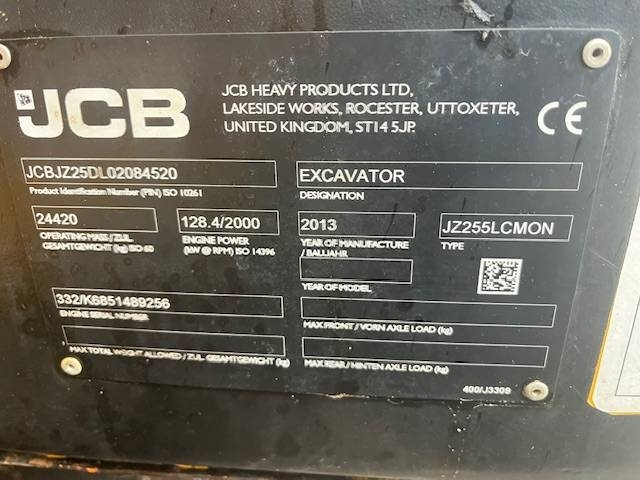 JCB
JCB HEAVY PRODUCTS LTD,
LAKESIDE WORKS, ROCESTER, UTTOXETER,
UNITED KINGDOM, ST14 5JP.
CE
JCBJZ25DL02084520
Product Identification Number (PIN) ISO 10261
EXCAVATOR
DESIGNATION
24420
OPERATING MASS / ZUL.
GESAMTGEWICHT (kg) ISO 60
128.4/2000
ENGINE POWER
(kW @ RPM) ISO 14396
2013
YEAR OF MANUFACTURE
/ BAUJAHR
JZ255LCMON
TYPE
YEAR OF MODEL
332/K6851489256
ENGINE SERIAL NUMBER
MAX FRONT / VORN AXLE LOAD (kg)
MAX TOTAL WEIGHT ALLOWED / ZUL. GESAMTGEWICHT (kg)
MAX REAR / HINTEN AXLE LOAD (kg)
400/J3309